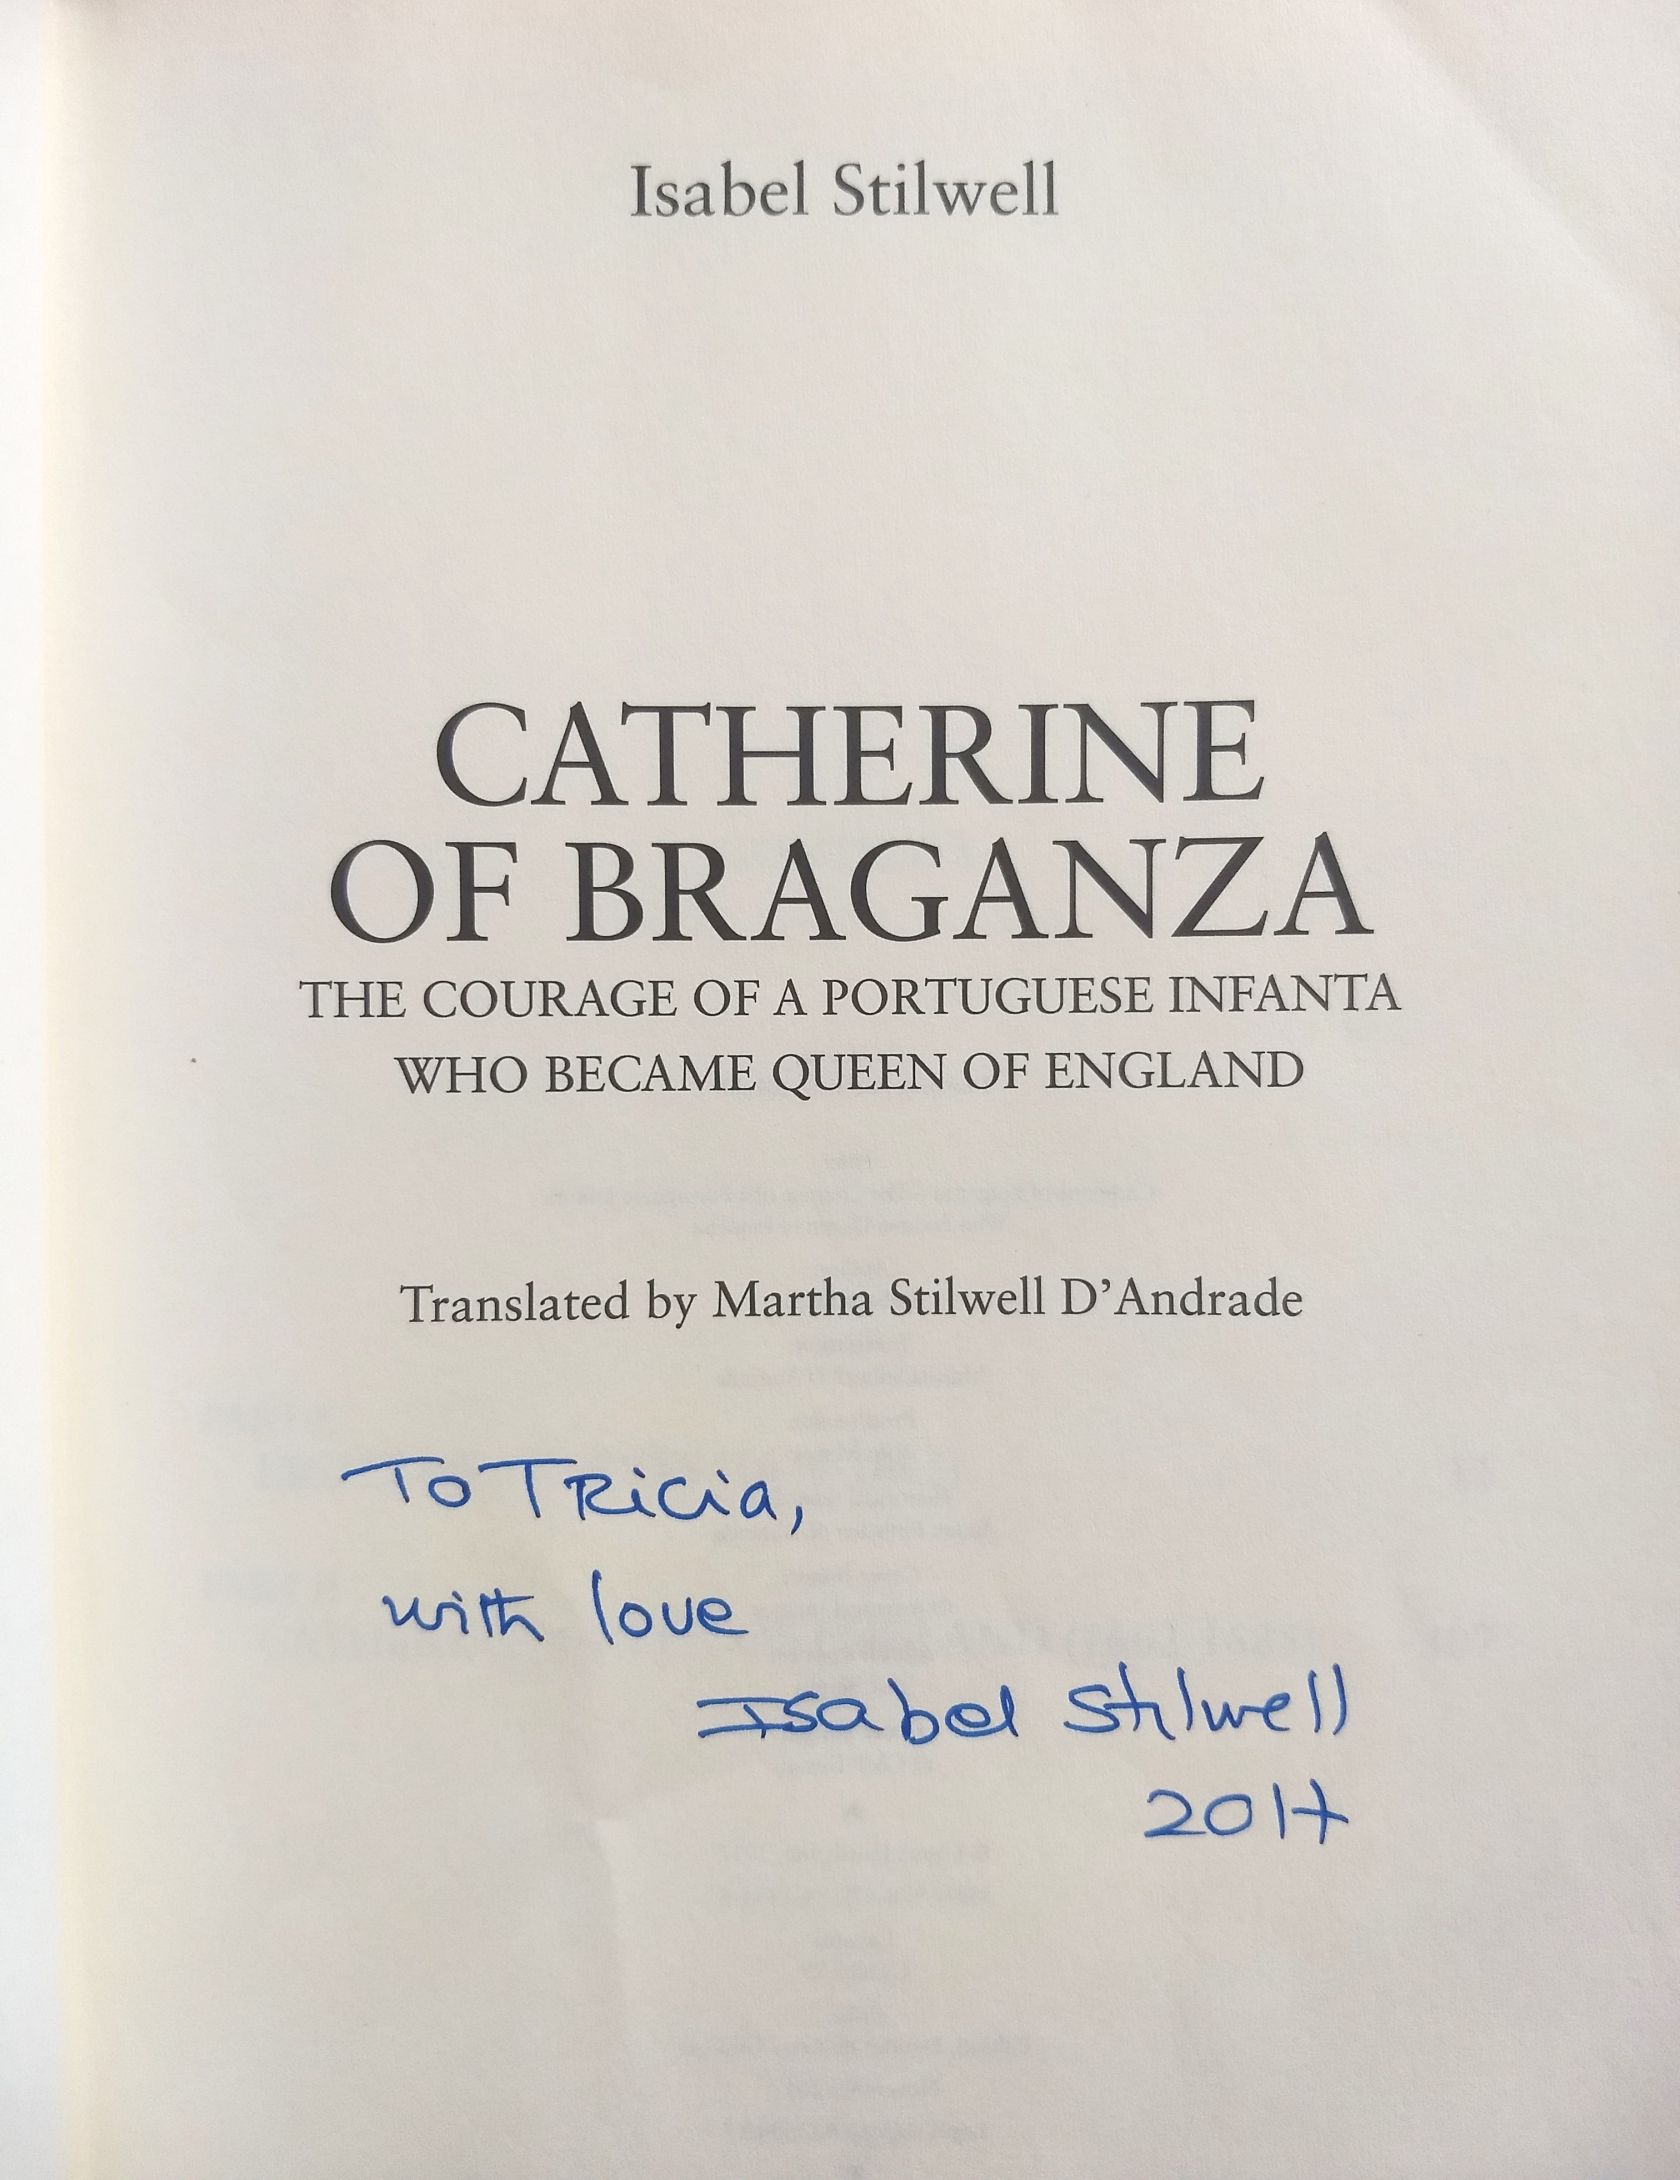 Isabel Stilwell
CATHERINE
OF BRAGANZA
THE COURAGE OF A PORTUGUESE INFANTA
WHO BECAME QUEEN OF ENGLAND
Translated by Martha Stilwell D’Andrade
To TRicia,
with love
Isabel Stilwell
2017